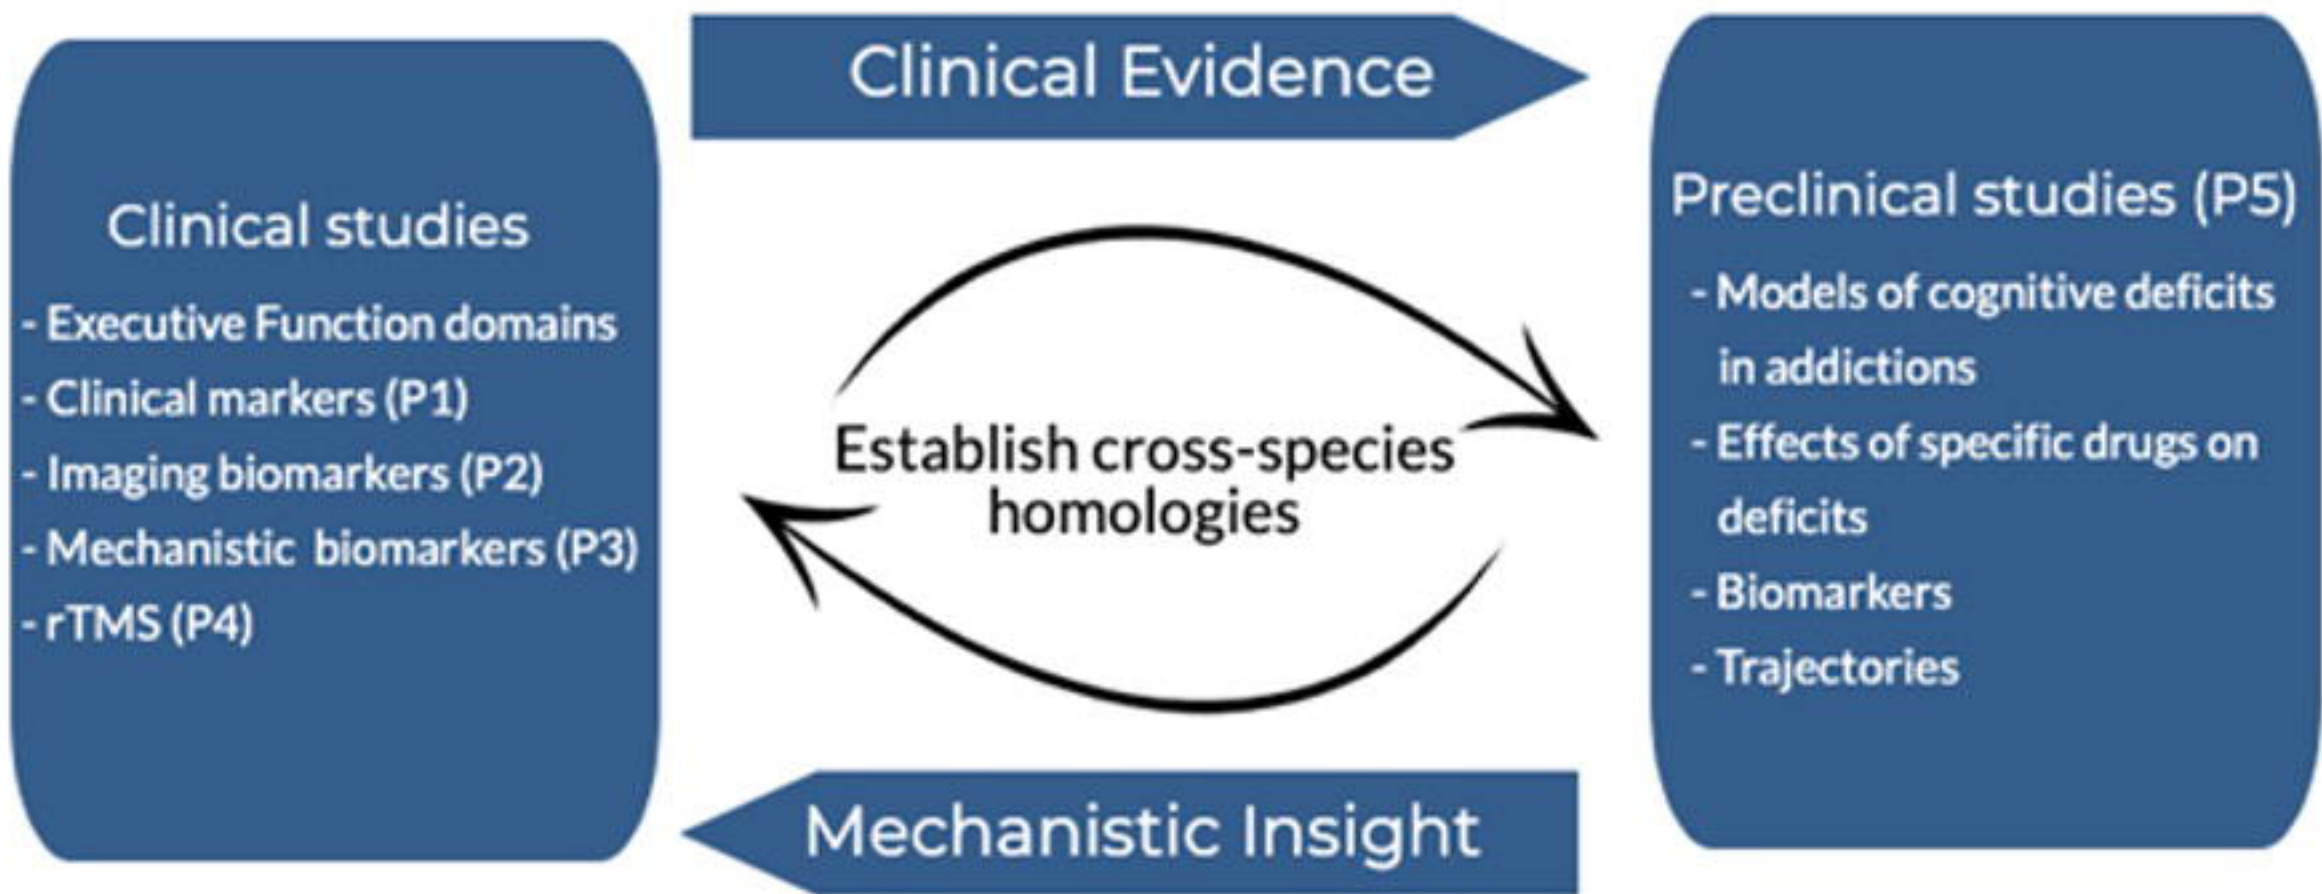 Clinical Evidence
Clinical studies
- Executive Function domains
- Clinical markers (P1)
- Imaging biomarkers (P2)
- Mechanistic biomarkers (P3)
- rTMS (P4)
Establish cross-species
homologies
Preclinical studies (P5)
- Models of cognitive deficits
in addictions
- Effects of specific drugs on
deficits
- Biomarkers
- Trajectories
Mechanistic Insight